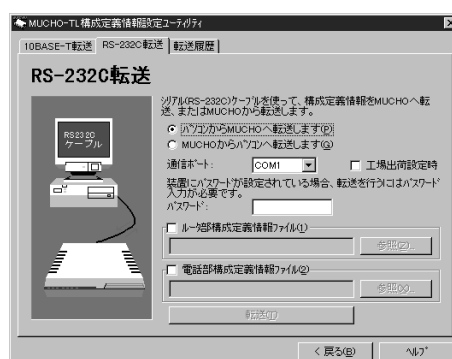 MUCHO-TL構成定義情報設定ユーティリティ
10BASE-T転送 RS-232C転送 転送履歴
RS-232C転送
RS232C
ケーブル
シリアル(RS-232C)ケーブルを使って、構成定義情報をMUCHOへ転
送、またはMUCHOから転送します。
パソコンからMUCHOへ転送します(P)
MUCHOからパソコンへ転送します(Q)
通信ポート: COM1 工場出荷設定時
装置にパスワードが設定されている場合、転送を行うにはパスワード
入力が必要です。
パスワード:
ルータ部構成定義情報ファイル(1)
参照(Z)...
電話部構成定義情報ファイル(2)
参照(X)...
転送(T)
< 戻る(B) ヘルプ